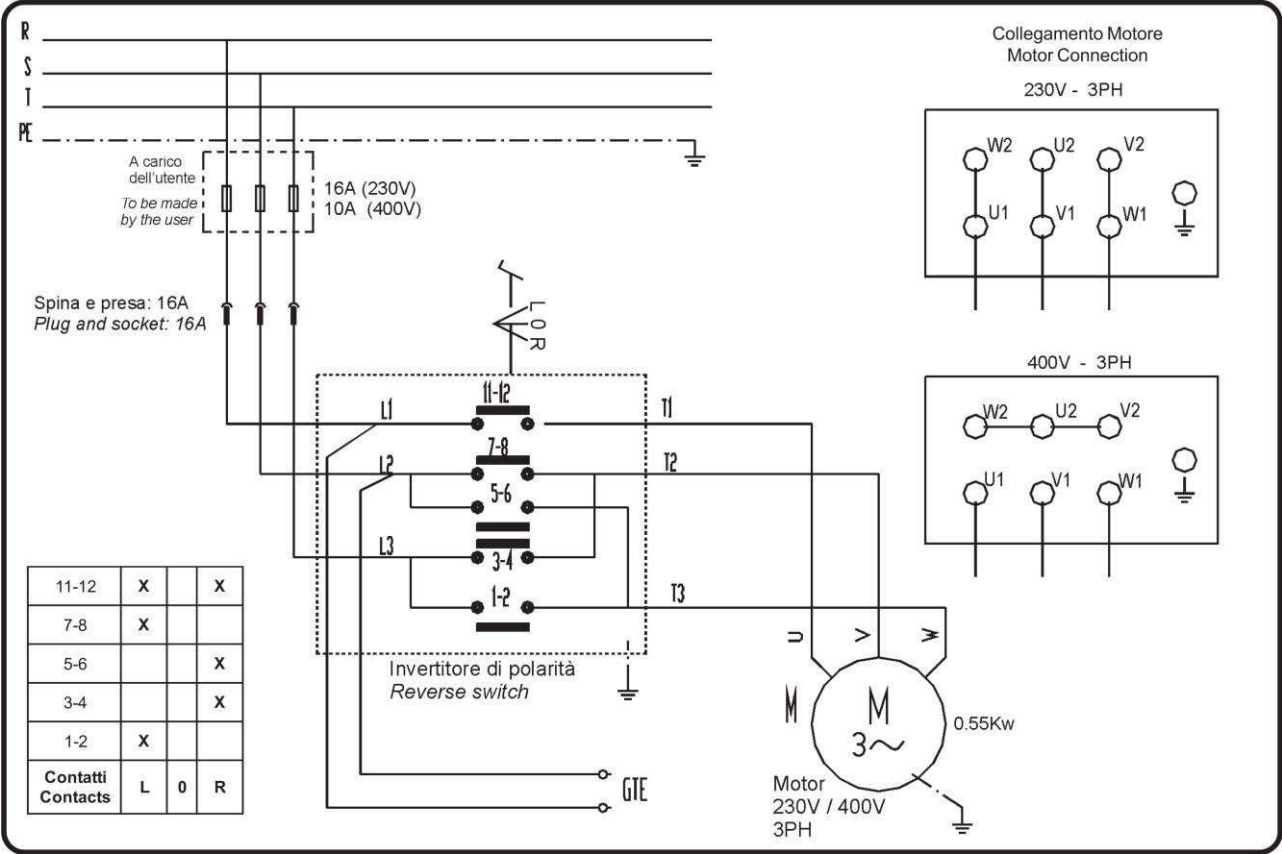 R
S
T
PE
A carico
dell'utente
To be made
by the user
16A (230V)
10A (400V)
Spina e presa: 16A
Plug and socket: 16A
L 0 R
L1
L2
L3
11-12
7-8
5-6
3-4
1-2
T1
T2
T3
Invertitore di polarità
Reverse switch
GTE
U
V
W
M
M
3~
0.55Kw
Motor
230V / 400V
3PH
11-12 X X
7-8 X
5-6 X
3-4 X
1-2 X
Contatti
Contacts L 0 R
Collegamento Motore
Motor Connection
230V - 3PH
W2 U2 V2
U1 V1 W1
400V - 3PH
W2 U2 V2
U1 V1 W1